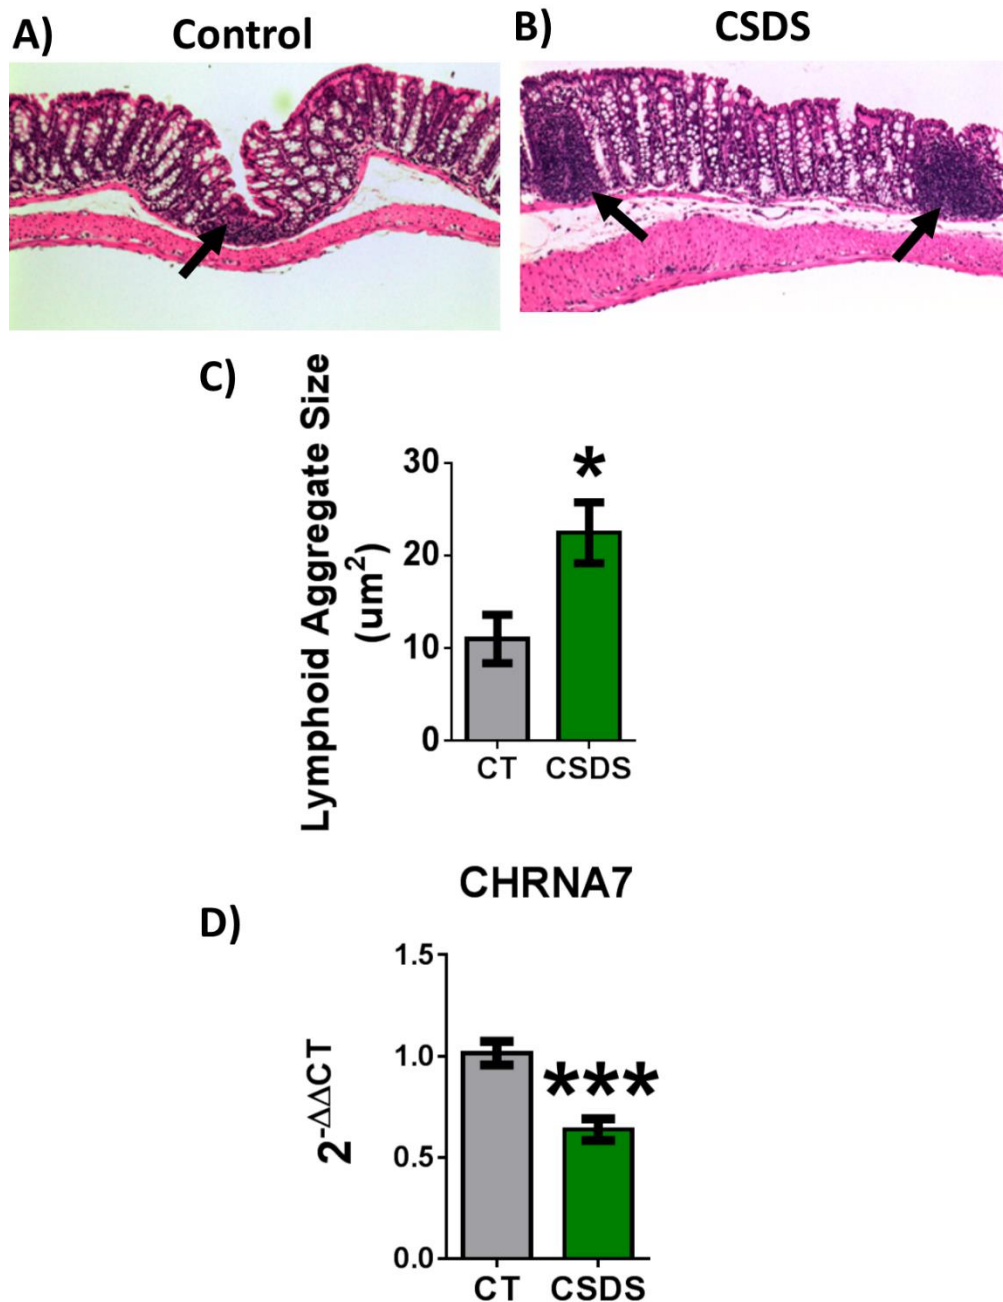 A) Control
B) CSDS
C)
Lymphoid Aggregate Size
(um²)
30
20
10
0
*
CT CSDS
CHRNA7
D)
2^-ΔΔCT
1.5
1.0
0.5
0.0
***
CT CSDS